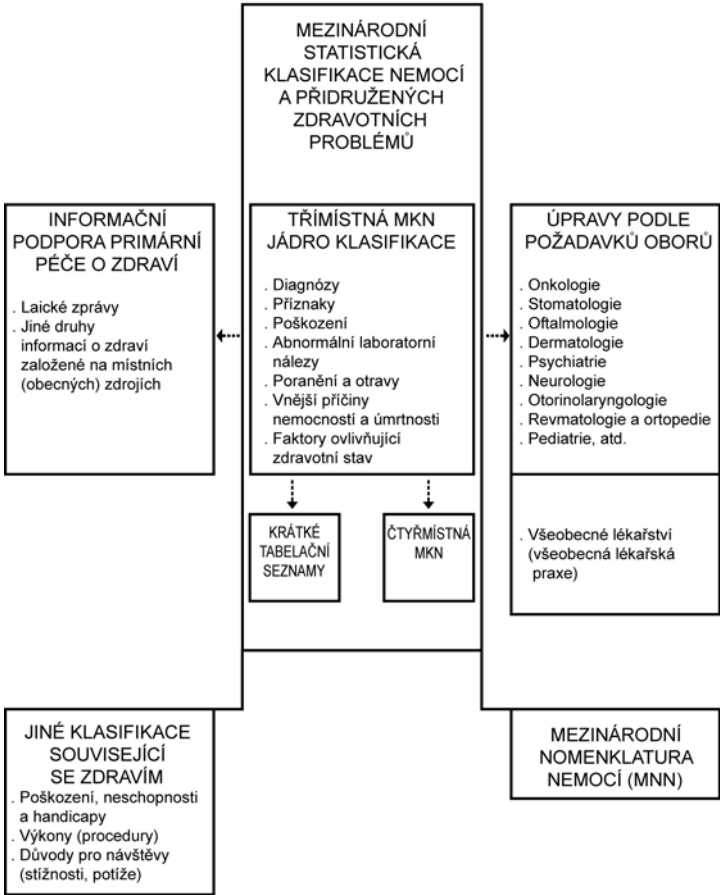 MEZINÁRODNÍ
STATISTICKÁ
KLASIFIKACE NEMOCÍ
A PŘIDRUŽENÝCH
ZDRAVOTNÍCH
PROBLÉMŮ
INFORMAČNÍ
PODPORA PRIMÁRNÍ
PÉČE O ZDRAVÍ
. Laické zprávy
. Jiné druhy
informací o zdraví
založené na místních
(obecných) zdrojích
TŘÍMÍSTNÁ MKN
JÁDRO KLASIFIKACE
. Diagnózy
. Příznaky
. Poškození
. Abnormální laboratorní
nálezy
. Poranění a otravy
. Vnější příčiny
nemocností a úmrtnosti
. Faktory ovlivňující
zdravotní stav
ÚPRAVY PODLE
POŽADAVKŮ OBORŮ
. Onkologie
. Stomatologie
. Oftalmologie
. Dermatologie
. Psychiatrie
. Neurologie
. Otorinolaryngologie
. Revmatologie a ortopedie
. Pediatrie, atd.
KRÁTKÉ
TABELAČNÍ
SEZNAMY
ČTYŘMÍSTNÁ
MKN
. Všeobecné lékařství
(všeobecná lékařská
praxe)
JINÉ KLASIFIKACE
SOUVISEJÍCÍ
SE ZDRAVÍM
. Poškození, neschopnosti
a handicapy
. Výkony (procedury)
. Důvody pro návštěvy
(stížnosti, potíže)
MEZINÁRODNÍ
NOMENKLATURA
NEMOCÍ (MNN)